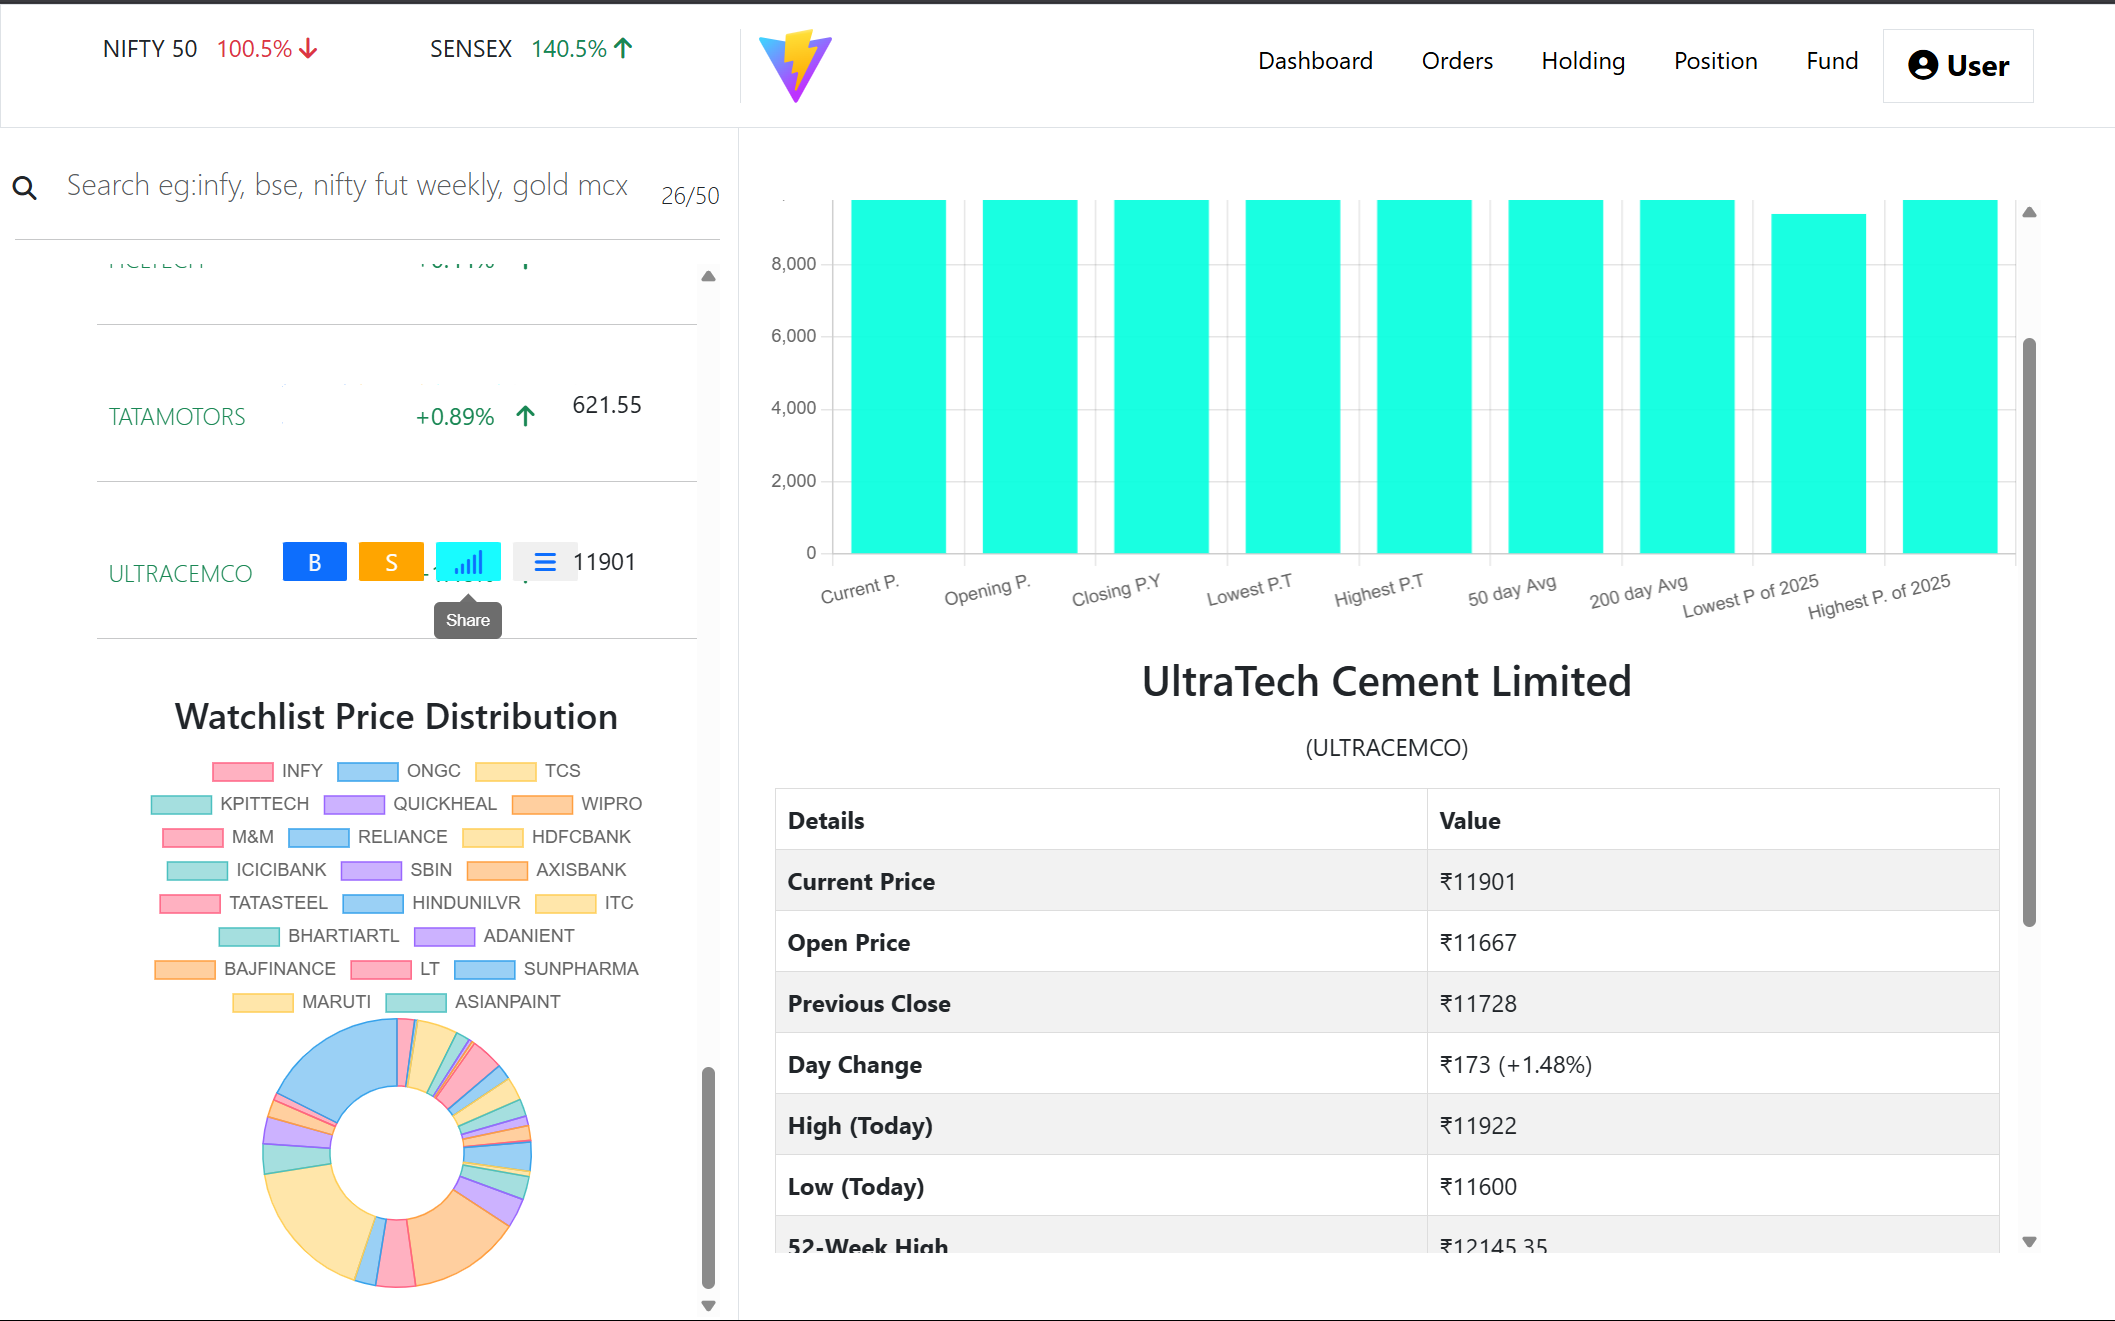 NIFTY 50 100.5% SENSEX 140.5%
Dashboard Orders Holding Position Fund User
Search eg:infy, bse, nifty fut weekly, gold mcx 26/50
TATAMOTORS +0.89% 621.55
ULTRACEMCO B S 11901
Share
Watchlist Price Distribution
INFY ONGC TCS
KPITTECH QUICKHEAL WIPRO
M&M RELIANCE HDFCBANK
ICICIBANK SBIN AXISBANK
TATASTEEL HINDUNILVR ITC
BHARTIARTL ADANIENT
BAJFINANCE LT SUNPHARMA
MARUTI ASIANPAINT
8,000
6,000
4,000
2,000
0
Current P. Opening P. Closing P.Y Lowest P.T Highest P.T 50 day Avg 200 day Avg Lowest P of 2025 Highest P. of 2025
UltraTech Cement Limited
(ULTRACEMCO)
Details Value
Current Price ₹11901
Open Price ₹11667
Previous Close ₹11728
Day Change ₹173 (+1.48%)
High (Today) ₹11922
Low (Today) ₹11600
52-Week High ₹12145.35